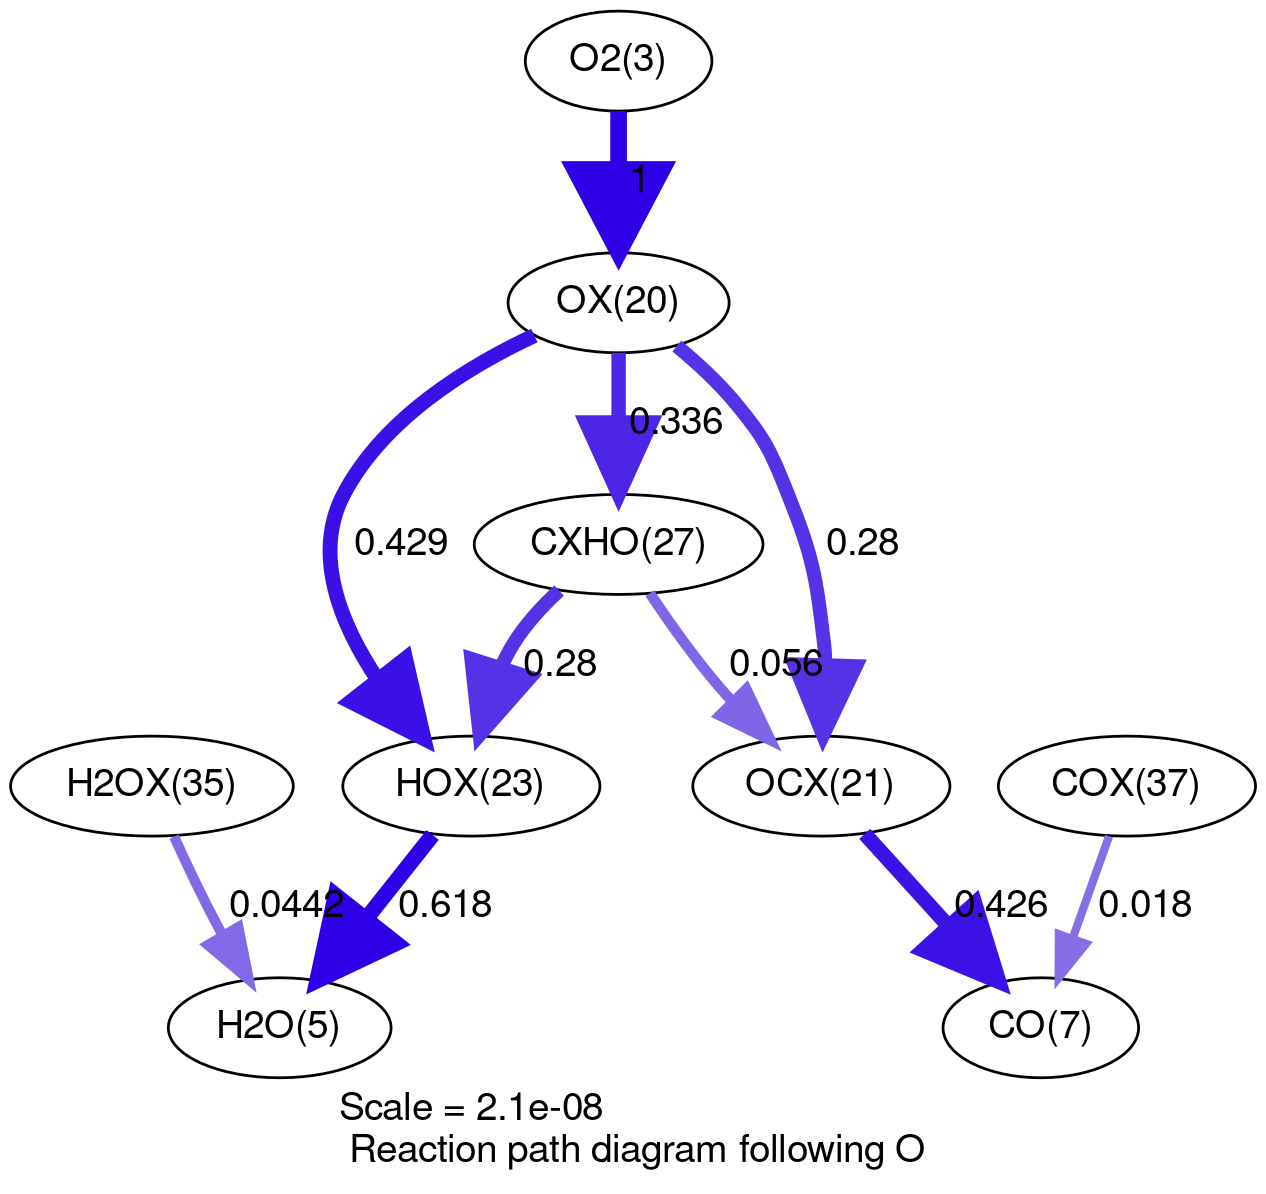 O2(3)
1
OX(20)
0.336
0.429
CXHO(27)
0.28
0.28
0.056
H2OX(35)
HOX(23)
OCX(21)
COX(37)
0.0442
0.618
0.426
0.018
H2O(5)
CO(7)
Scale = 2.1e-08
Reaction path diagram following O